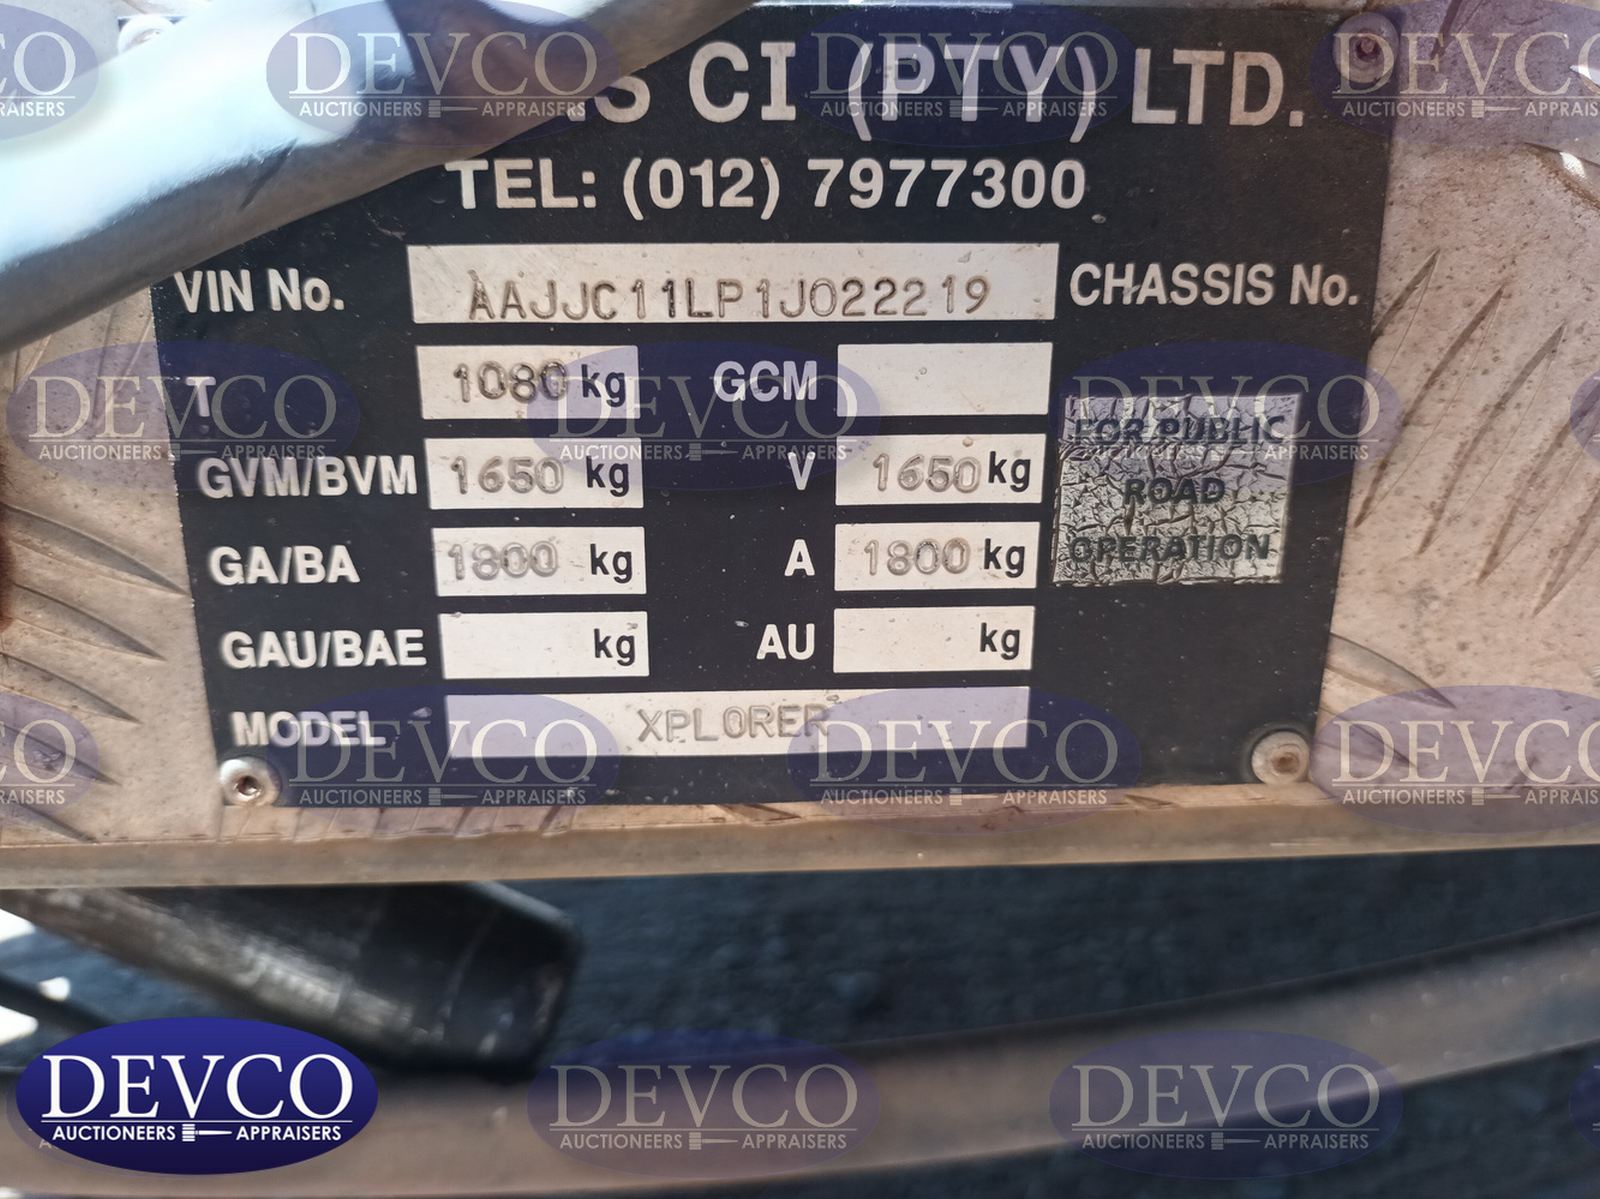 S CI (PTY) LTD.
TEL: (012) 7977300
VIN No. AAJJC11LP1J022219 CHASSIS No.
T 1080 kg GCM
GVM/BVM 1650 kg V 1650 kg
GA/BA 1800 kg A 1800 kg
GAU/BAE kg AU kg
MODEL XPLORER
FOR PUBLIC
ROAD
OPERATION
DEVCO
AUCTIONEERS APPRAISERS